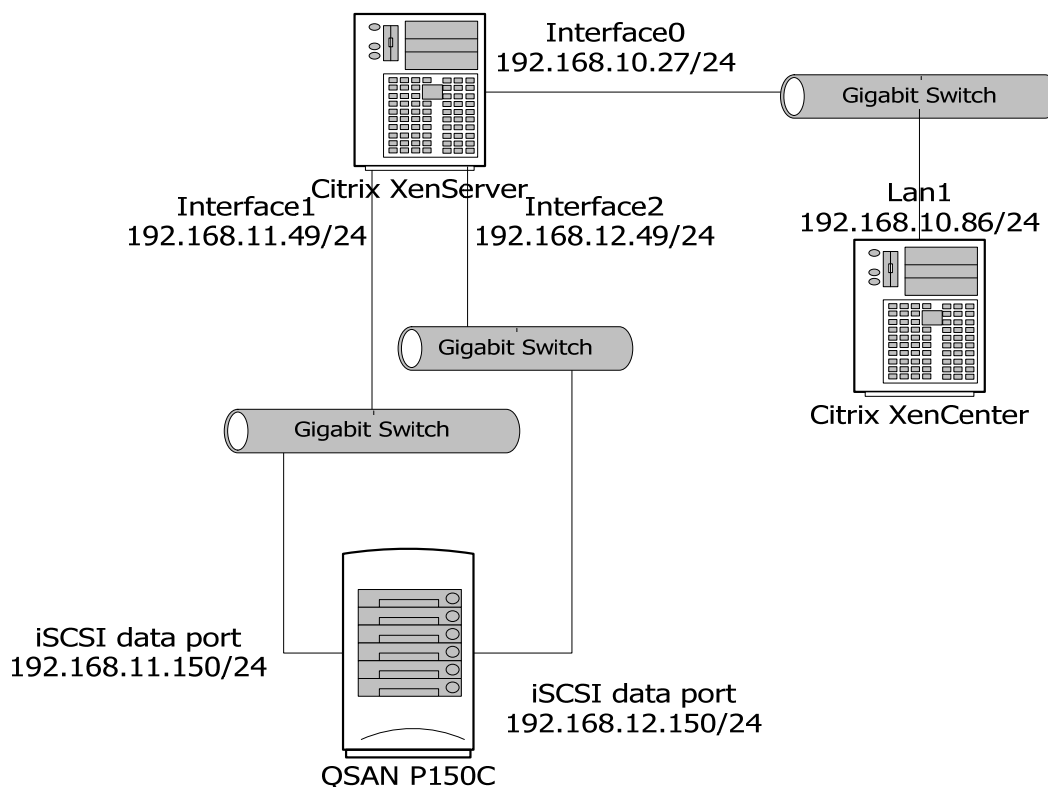 Interface0
192.168.10.27/24
Gigabit Switch
Citrix XenServer
Interface1
192.168.11.49/24
Interface2
192.168.12.49/24
Lan1
192.168.10.86/24
Gigabit Switch
Citrix XenCenter
Gigabit Switch
iSCSI data port
192.168.11.150/24
iSCSI data port
192.168.12.150/24
QSAN P150C